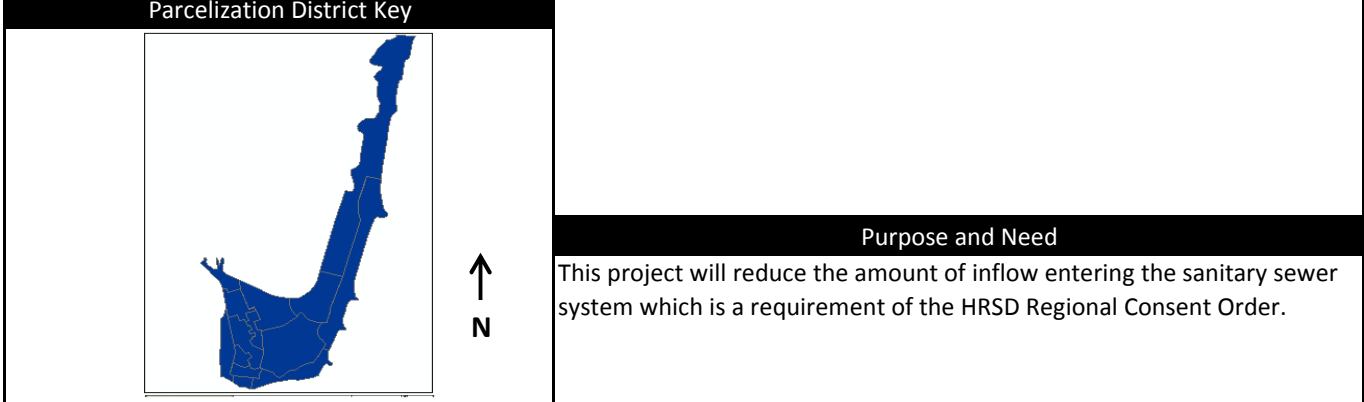 Parcelization District Key
N
Purpose and Need
This project will reduce the amount of inflow entering the sanitary sewer
system which is a requirement of the HRSD Regional Consent Order.